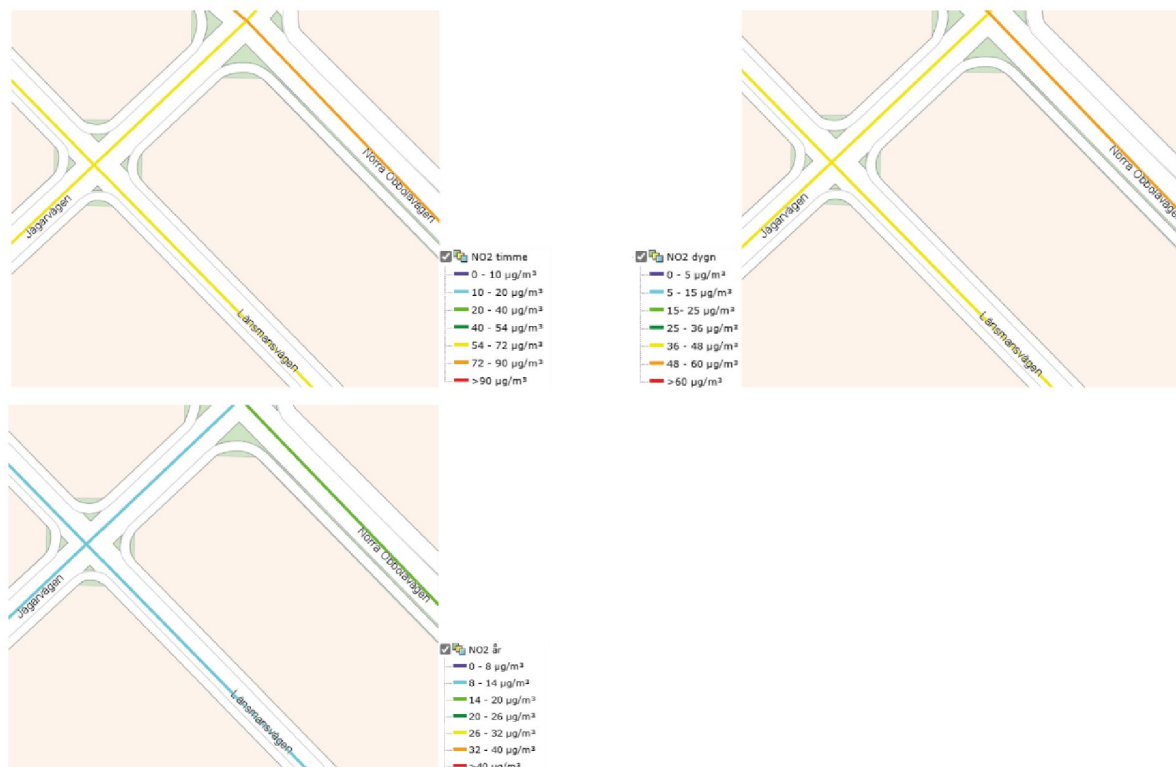 Norra Obbolavägen
Jägarvägen
Länsmansvägen
NO2 timme
0 - 10 µg/m³
10 - 20 µg/m³
20 - 40 µg/m³
40 - 54 µg/m³
54 - 72 µg/m³
72 - 90 µg/m³
>90 µg/m³
Norra Obbolavägen
Jägarvägen
Länsmansvägen
NO2 dygn
0 - 5 µg/m³
5 - 15 µg/m³
15- 25 µg/m³
25 - 36 µg/m³
36 - 48 µg/m³
48 - 60 µg/m³
>60 µg/m³
Norra Obbolavägen
Jägarvägen
Länsmansvägen
NO2 år
0 - 8 µg/m³
8 - 14 µg/m³
14 - 20 µg/m³
20 - 26 µg/m³
26 - 32 µg/m³
32 - 40 µg/m³
>40 µg/m³